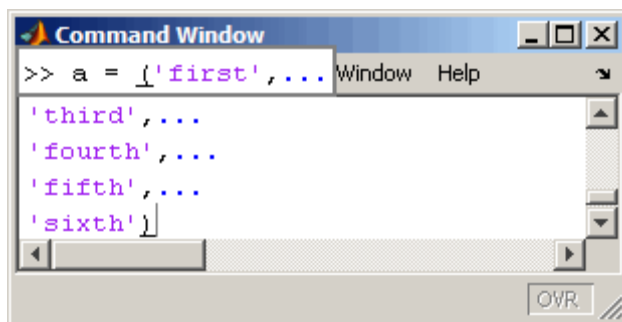 Command Window
>> a = ('first',... Window Help
'third',...
'fourth',...
'fifth',...
'sixth')
OVR